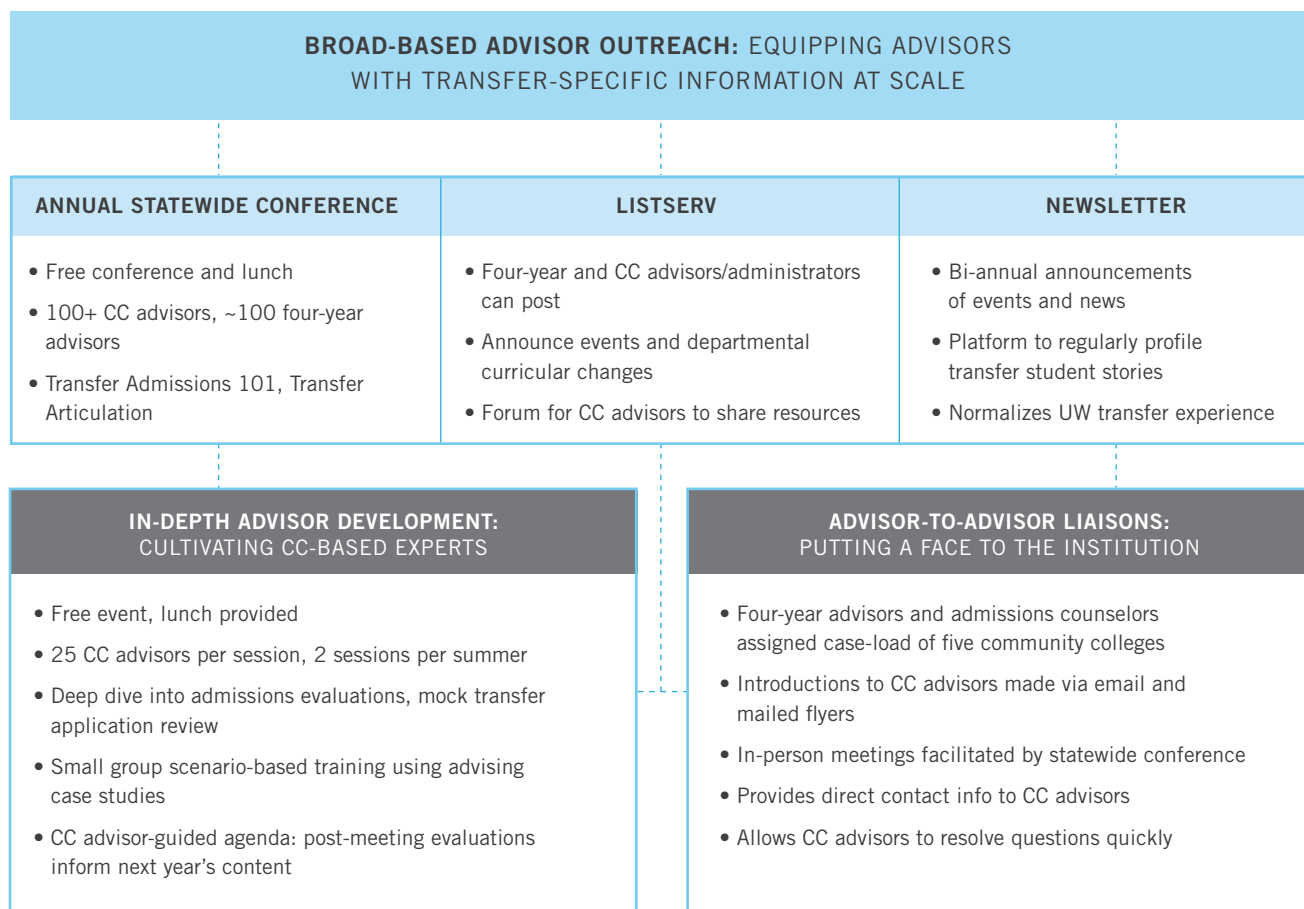 BROAD-BASED ADVISOR OUTREACH: EQUIPPING ADVISORS
WITH TRANSFER-SPECIFIC INFORMATION AT SCALE
ANNUAL STATEWIDE CONFERENCE
• Free conference and lunch
• 100+ CC advisors, ~100 four-year
advisors
• Transfer Admissions 101, Transfer
Articulation
LISTSERV
• Four-year and CC advisors/administrators
can post
• Announce events and departmental
curricular changes
• Forum for CC advisors to share resources
NEWSLETTER
• Bi-annual announcements
of events and news
• Platform to regularly profile
transfer student stories
• Normalizes UW transfer experience
IN-DEPTH ADVISOR DEVELOPMENT:
CULTIVATING CC-BASED EXPERTS
• Free event, lunch provided
• 25 CC advisors per session, 2 sessions per summer
• Deep dive into admissions evaluations, mock transfer
application review
• Small group scenario-based training using advising
case studies
• CC advisor-guided agenda: post-meeting evaluations
inform next year's content
ADVISOR-TO-ADVISOR LIAISONS:
PUTTING A FACE TO THE INSTITUTION
• Four-year advisors and admissions counselors
assigned case-load of five community colleges
• Introductions to CC advisors made via email and
mailed flyers
• In-person meetings facilitated by statewide conference
• Provides direct contact info to CC advisors
• Allows CC advisors to resolve questions quickly